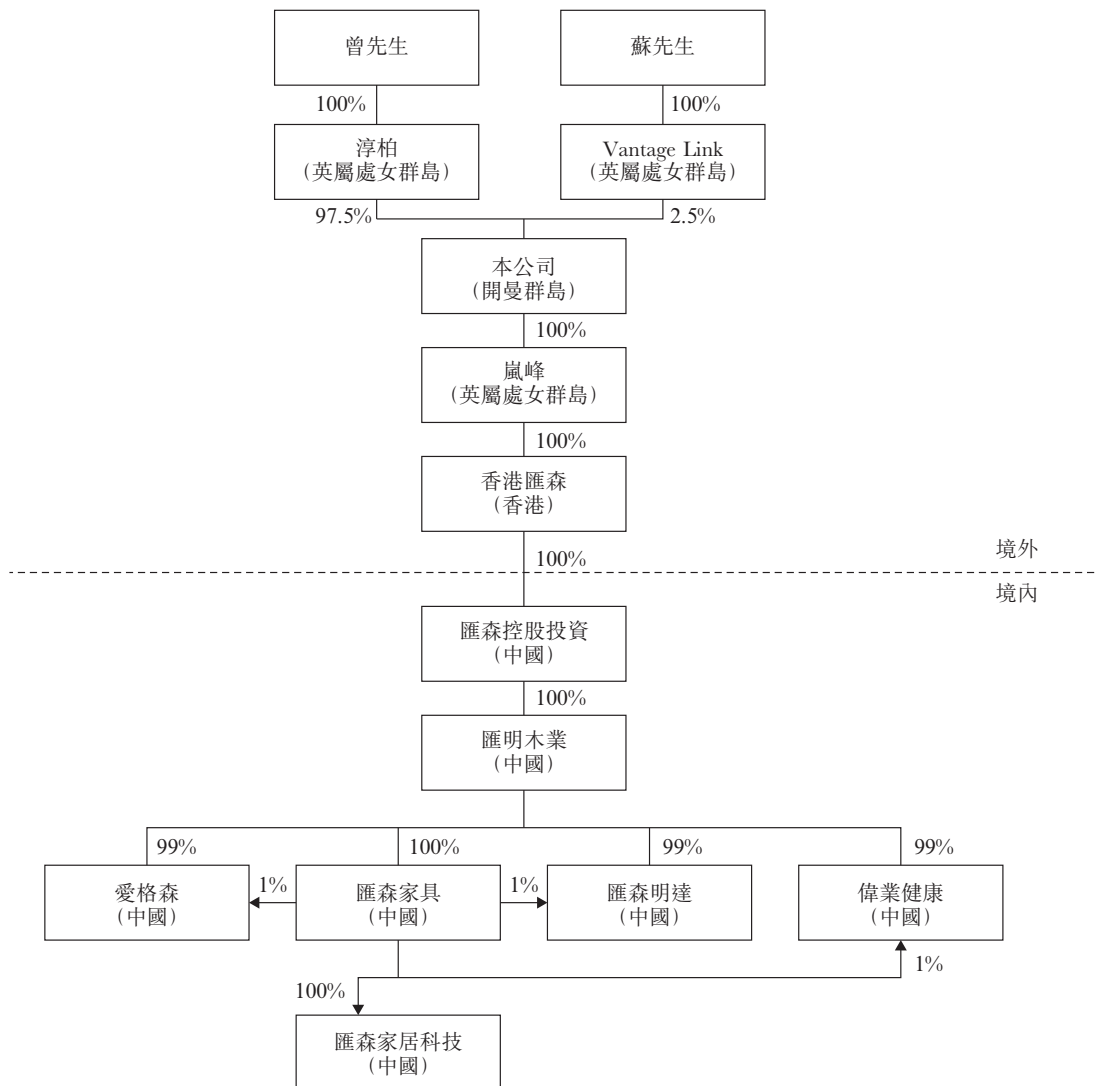 曾先生
蘇先生
100%
100%
淳柏
(英屬處女群島)
Vantage Link
(英屬處女群島)
97.5%
2.5%
本公司
(開曼群島)
100%
嵐峰
(英屬處女群島)
100%
香港匯森
(香港)
100%
境外
境內
匯森控股投資
(中國)
100%
匯明木業
(中國)
99%
100%
99%
99%
愛格森
(中國)
1%
匯森家具
(中國)
1%
匯森明達
(中國)
偉業健康
(中國)
1%
100%
匯森家居科技
(中國)